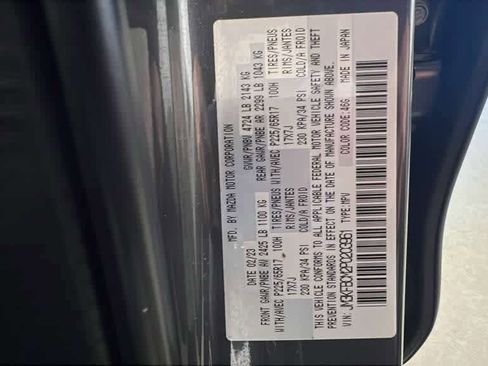 MFD. BY MAZDA MOTOR CORPORATION
DATE 02/23 GVWR/PNBV 4724 LB 2143 KG
FRONT GAWR/PNBE AV 2425 LB 1100 KG REAR GAWR/PNBE AR 2299 LB 1043 KG
WITH/AVEC P225/65R17 100H TIRES/PNEUS WITH/AVEC P225/65R17 100H TIRES/PNEUS
17X7J RIMS/JANTES 17X7J RIMS/JANTES
230 KPA/34 PSI COLD/A FROID 230 KPA/34 PSI COLD/A FROID
THIS VEHICLE CONFORMS TO ALL APPLICABLE FEDERAL MOTOR VEHICLE SAFETY AND THEFT
PREVENTION STANDARDS IN EFFECT ON THE DATE OF MANUFACTURE SHOWN ABOVE.
VIN: TYPE:MPV COLOR CODE:46G MADE IN JAPAN